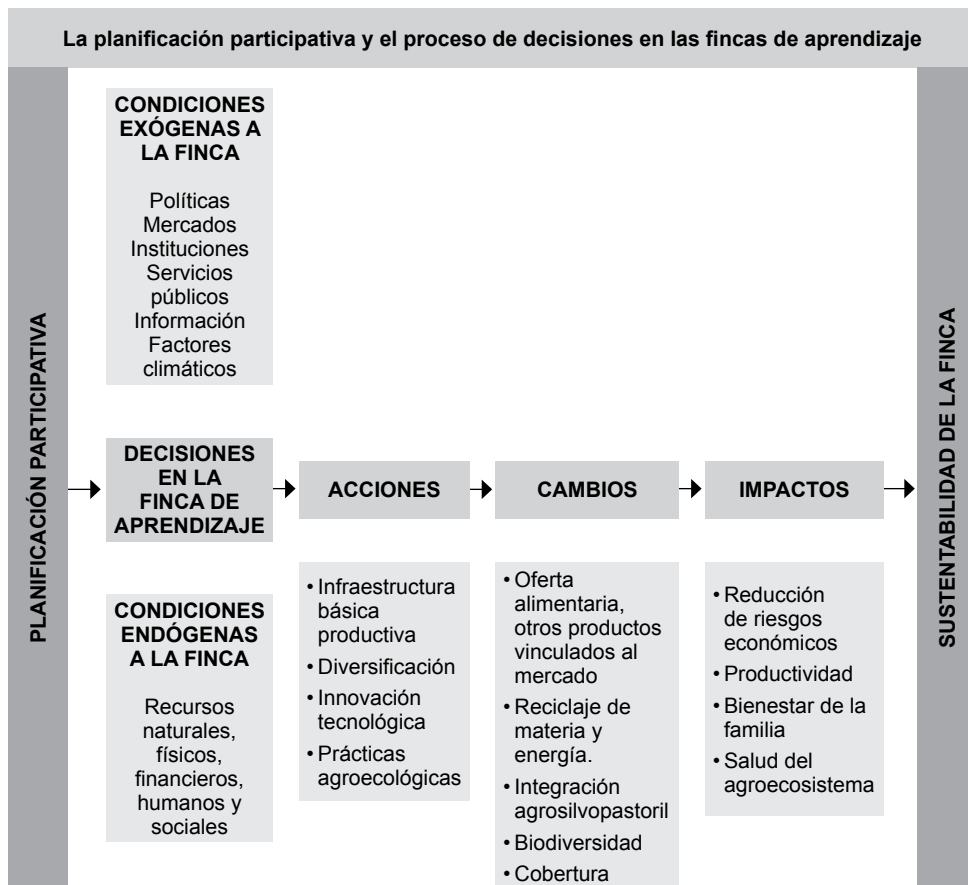 La planificación participativa y el proceso de decisiones en las fincas de aprendizaje
PLANIFICACIÓN PARTICIPATIVA
CONDICIONES
EXÓGENAS A
LA FINCA
Políticas
Mercados
Instituciones
Servicios
públicos
Información
Factores
climáticos
DECISIONES
EN LA
FINCA DE
APRENDIZAJE
CONDICIONES
ENDÓGENAS
A LA FINCA
Recursos
naturales,
físicos,
financieros,
humanos y
sociales
ACCIONES
• Infraestructura
básica
productiva
• Diversificación
• Innovación
tecnológica
• Prácticas
agroecológicas
CAMBIOS
• Oferta
alimentaria,
otros productos
vinculados al
mercado
• Reciclaje de
materia y
energía.
• Integración
agrosilvopastoril
• Biodiversidad
• Cobertura
IMPACTOS
• Reducción
de riesgos
económicos
• Productividad
• Bienestar de la
familia
• Salud del
agroecosistema
SUSTENTABILIDAD DE LA FINCA